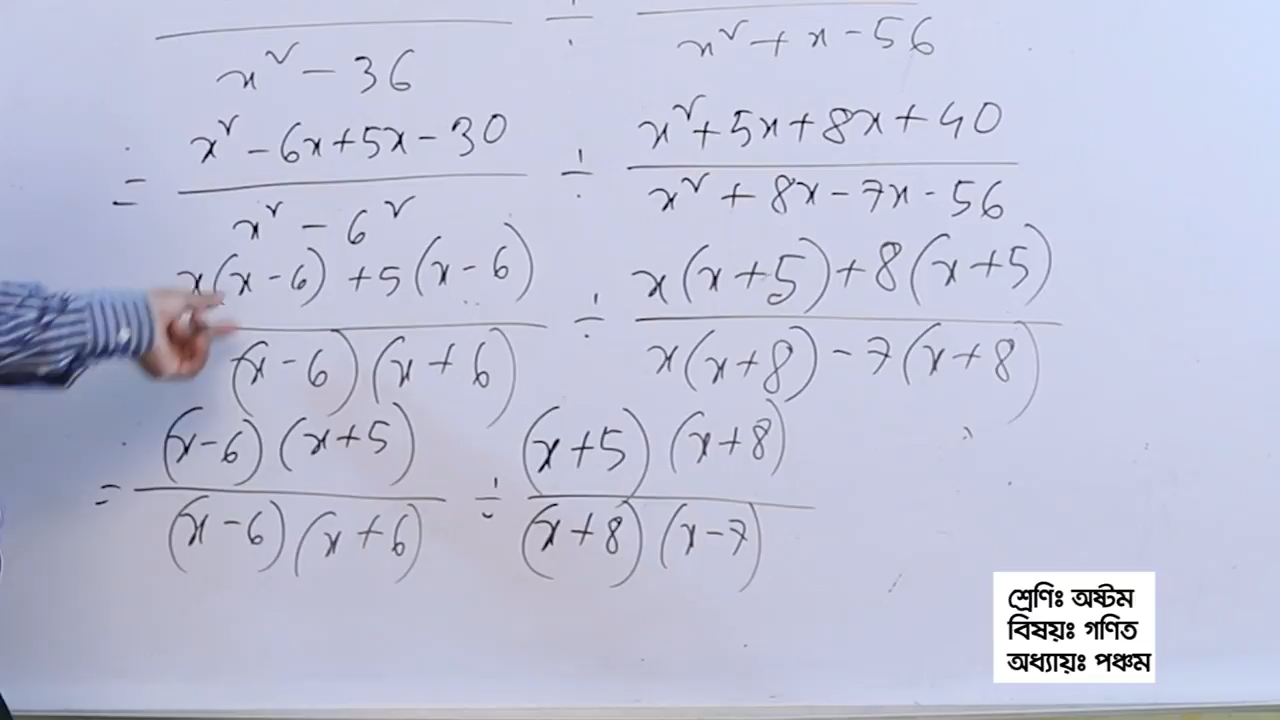 ÷
x² - 36 x² + x - 56
= x² - 6x + 5x - 30 / x² - 6² ÷ x² + 5x + 8x + 40 / x² + 8x - 7x - 56
x(x - 6) + 5(x - 6) / (x - 6)(x + 6) ÷ x(x + 5) + 8(x + 5) / x(x + 8) - 7(x + 8)
= (x - 6)(x + 5) / (x - 6)(x + 6) ÷ (x + 5)(x + 8) / (x + 8)(x - 7)
শ্রেণিঃ অষ্টম
বিষয়ঃ গণিত
অধ্যায়ঃ পঞ্চম